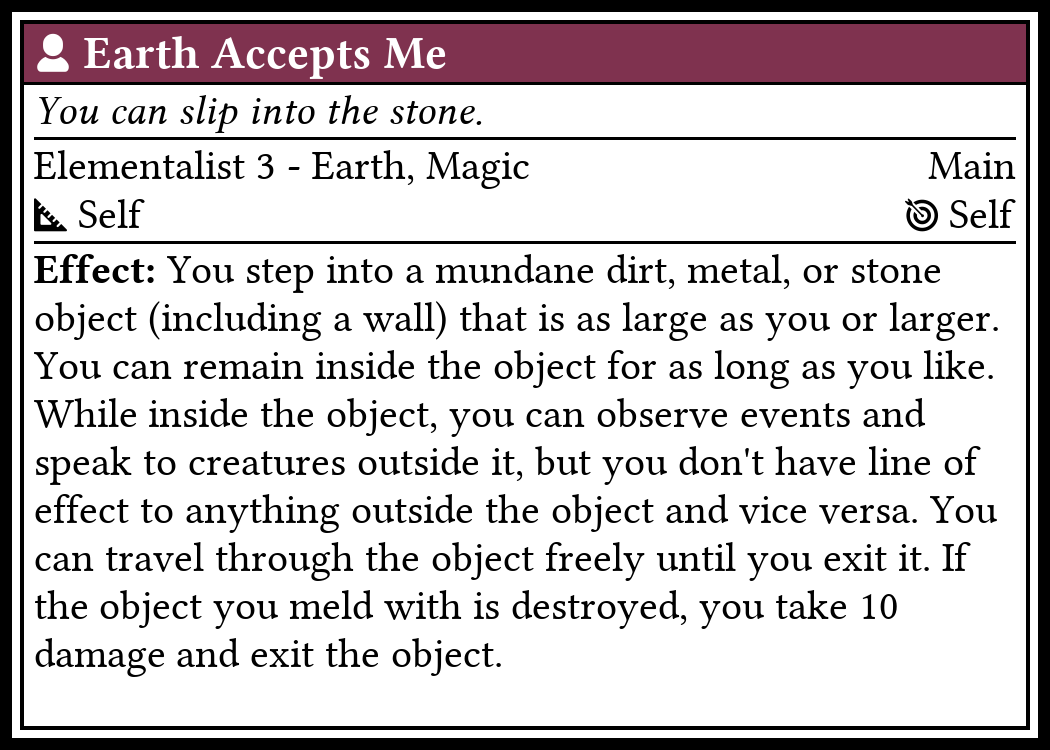 Earth Accepts Me
You can slip into the stone.
Elementalist 3 - Earth, Magic Main
Self Self
Effect: You step into a mundane dirt, metal, or stone
object (including a wall) that is as large as you or larger.
You can remain inside the object for as long as you like.
While inside the object, you can observe events and
speak to creatures outside it, but you don't have line of
effect to anything outside the object and vice versa. You
can travel through the object freely until you exit it. If
the object you meld with is destroyed, you take 10
damage and exit the object.